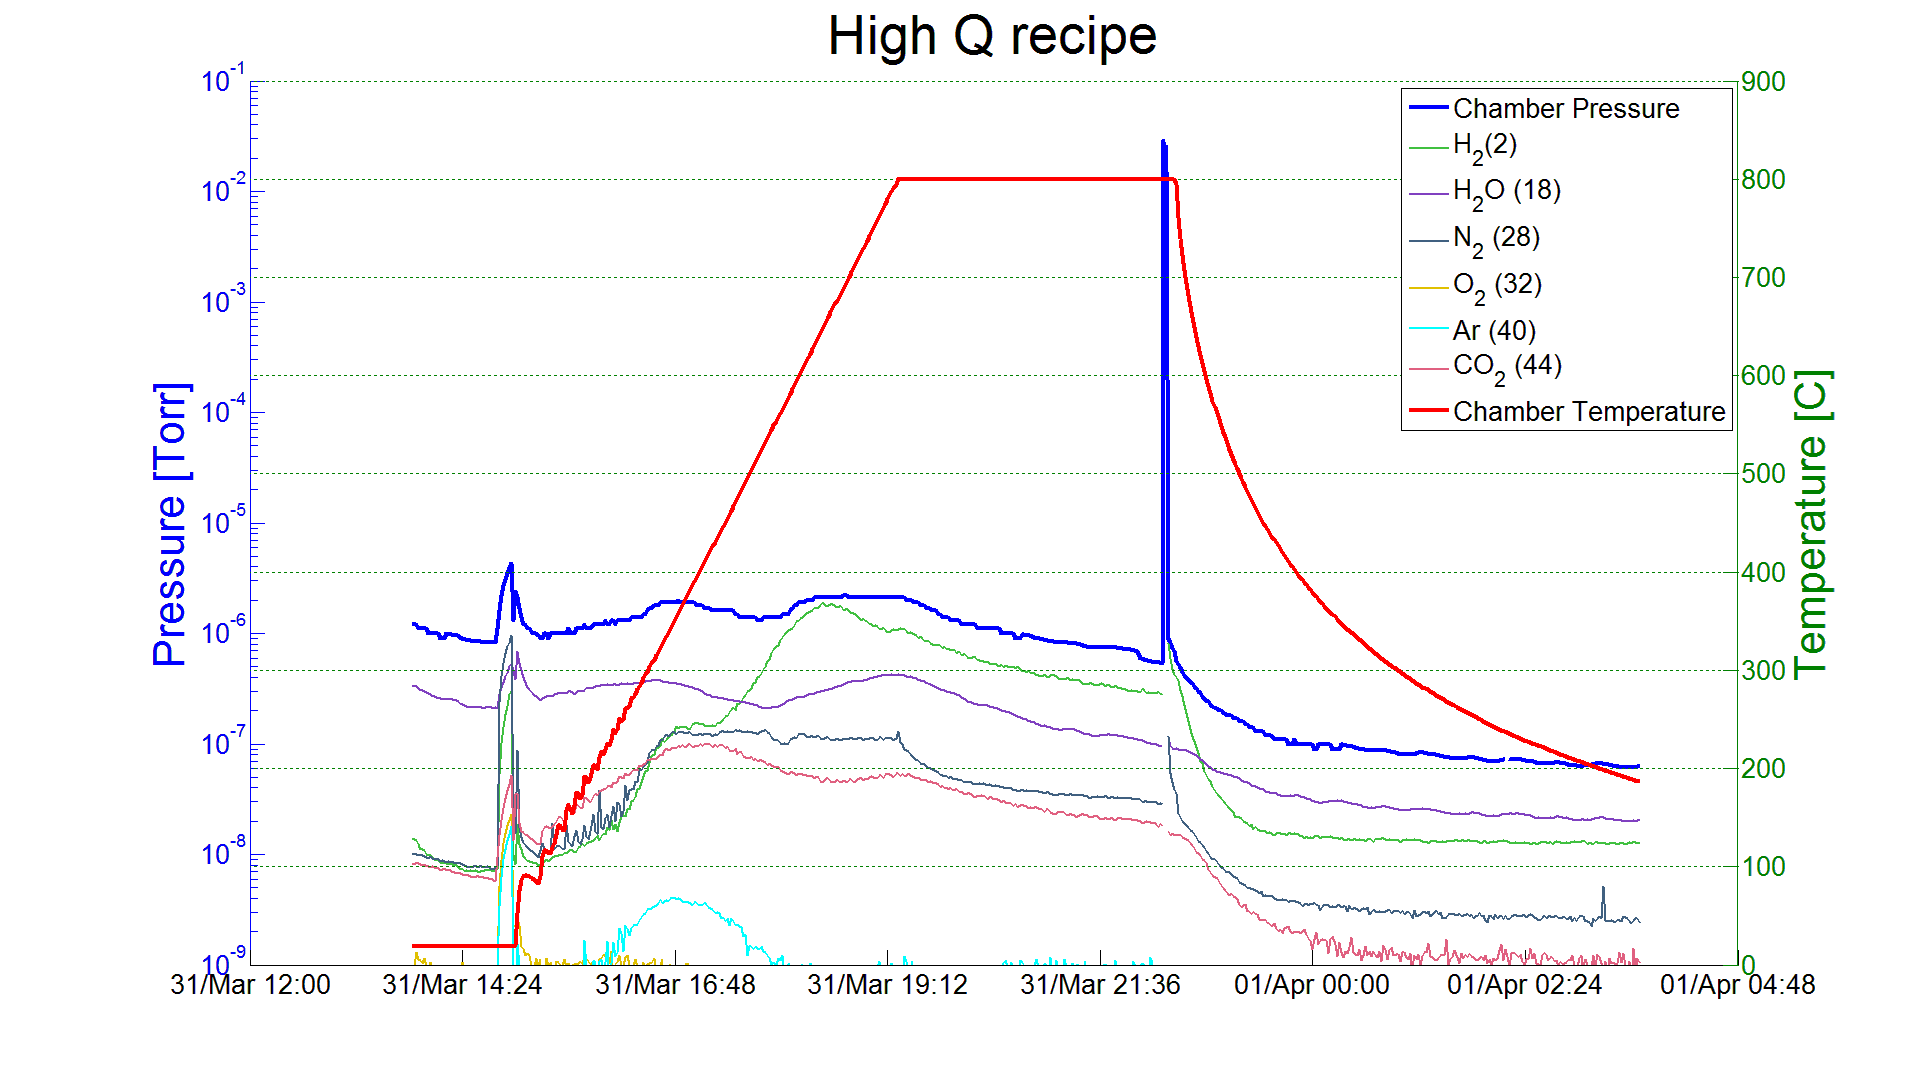 High Q recipe
10^-1
10^-2
10^-3
10^-4
10^-5
10^-6
10^-7
10^-8
10^-9
Pressure [Torr]
900
800
700
600
500
400
300
200
100
0
Temperature [C]
Chamber Pressure
H2(2)
H2O (18)
N2 (28)
O2 (32)
Ar (40)
CO2 (44)
Chamber Temperature
31/Mar 12:00
31/Mar 14:24
31/Mar 16:48
31/Mar 19:12
31/Mar 21:36
01/Apr 00:00
01/Apr 02:24
01/Apr 04:48